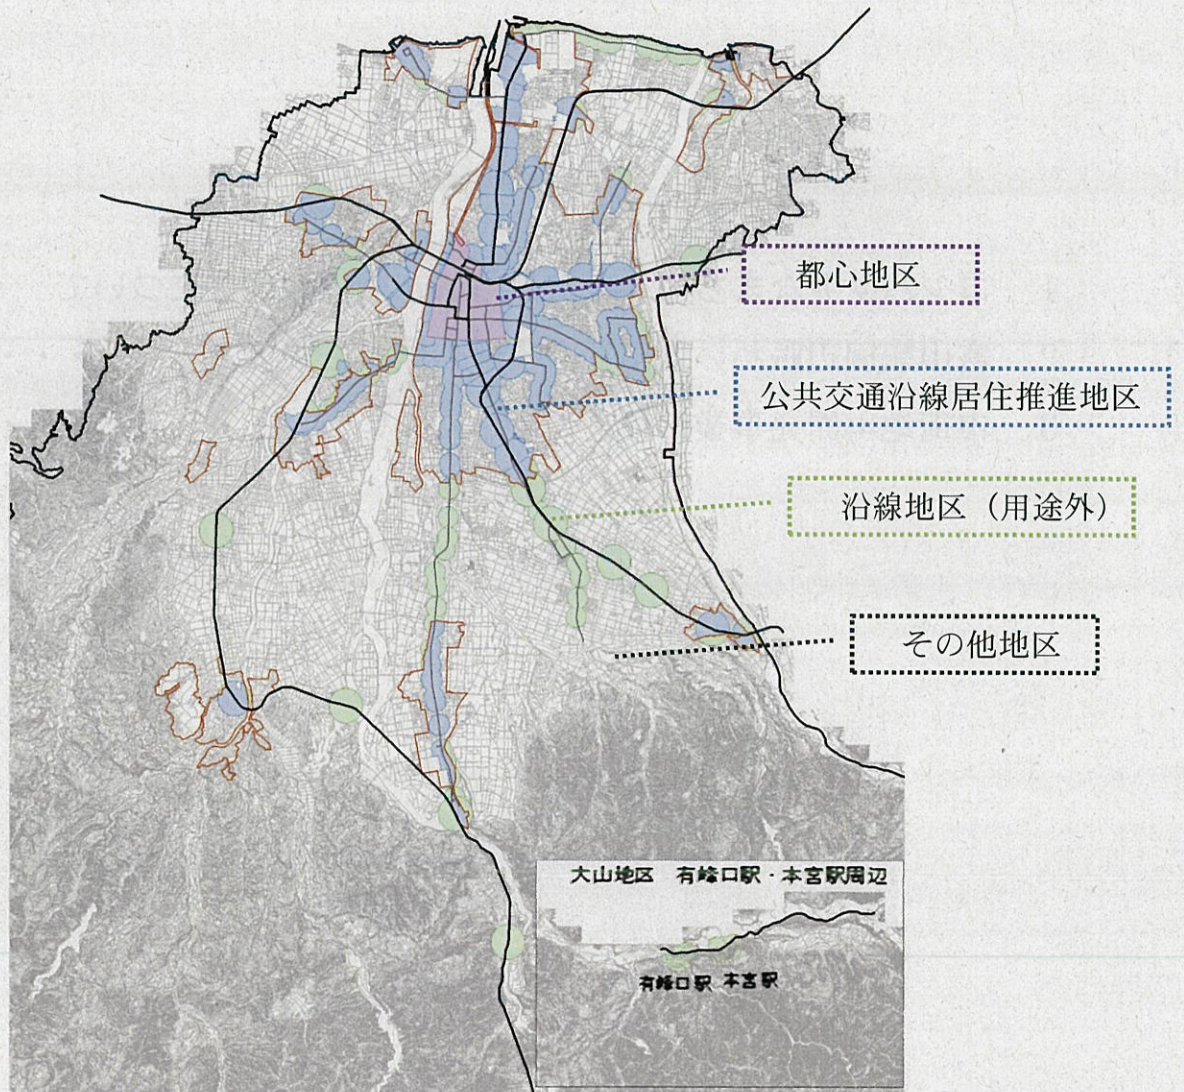 都心地区
公共交通沿線居住推進地区
沿線地区（用途外）
その他地区
大山地区 有峰口駅・本宮駅周辺
有峰口駅 本宮駅